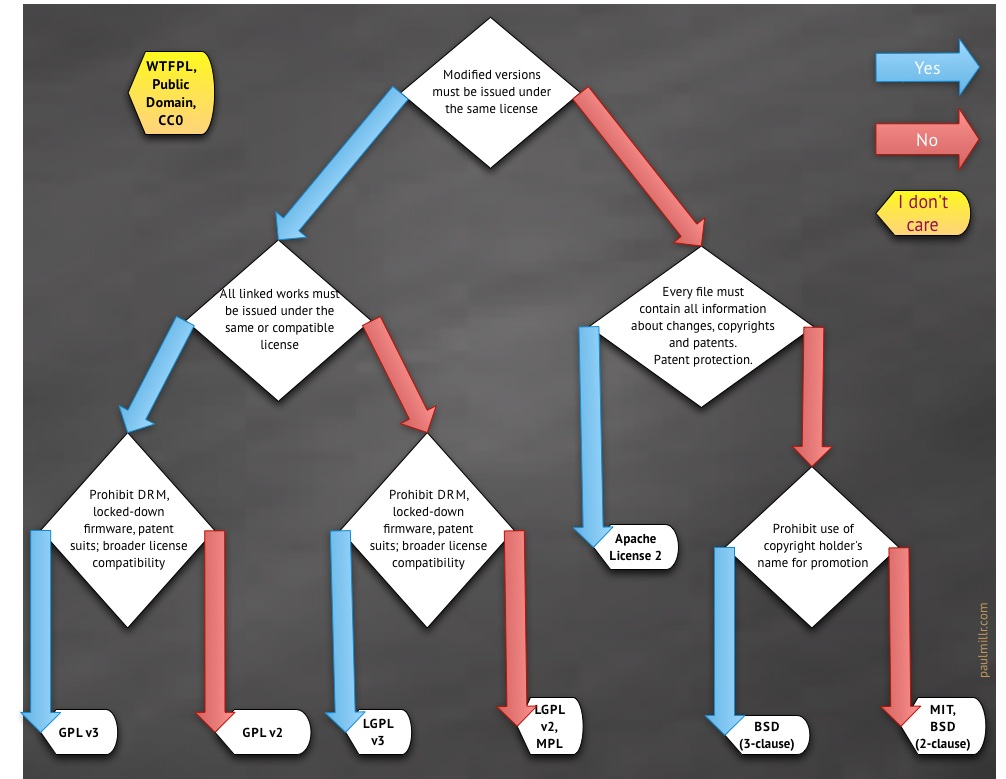 WTFPL,
Public
Domain,
CC0
Modified versions
must be issued under
the same license
Yes
No
I don't
care
All linked works must
be issued under the
same or compatible
license
Every file must
contain all information
about changes, copyrights
and patents.
Patent protection.
Prohibit DRM,
locked-down
firmware, patent
suits; broader license
compatibility
Prohibit DRM,
locked-down
firmware, patent
suits; broader license
compatibility
Apache
License 2
Prohibit use of
copyright holder's
name for promotion
GPL v3
GPL v2
LGPL
v3
LGPL
v2,
MPL
BSD
(3-clause)
MIT,
BSD
(2-clause)
paulmillr.com